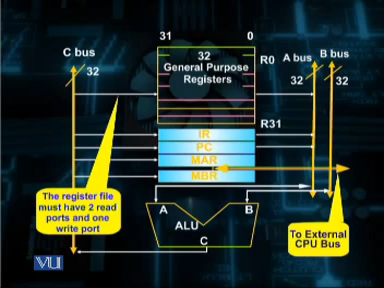 31
0
C bus
32
32
General Purpose
Registers
R0
A bus
B bus
32
32
R31
IR
PC
MAR
MBR
The register file
must have 2 read
ports and one
write port
A
B
ALU
C
To External
CPU Bus
VU